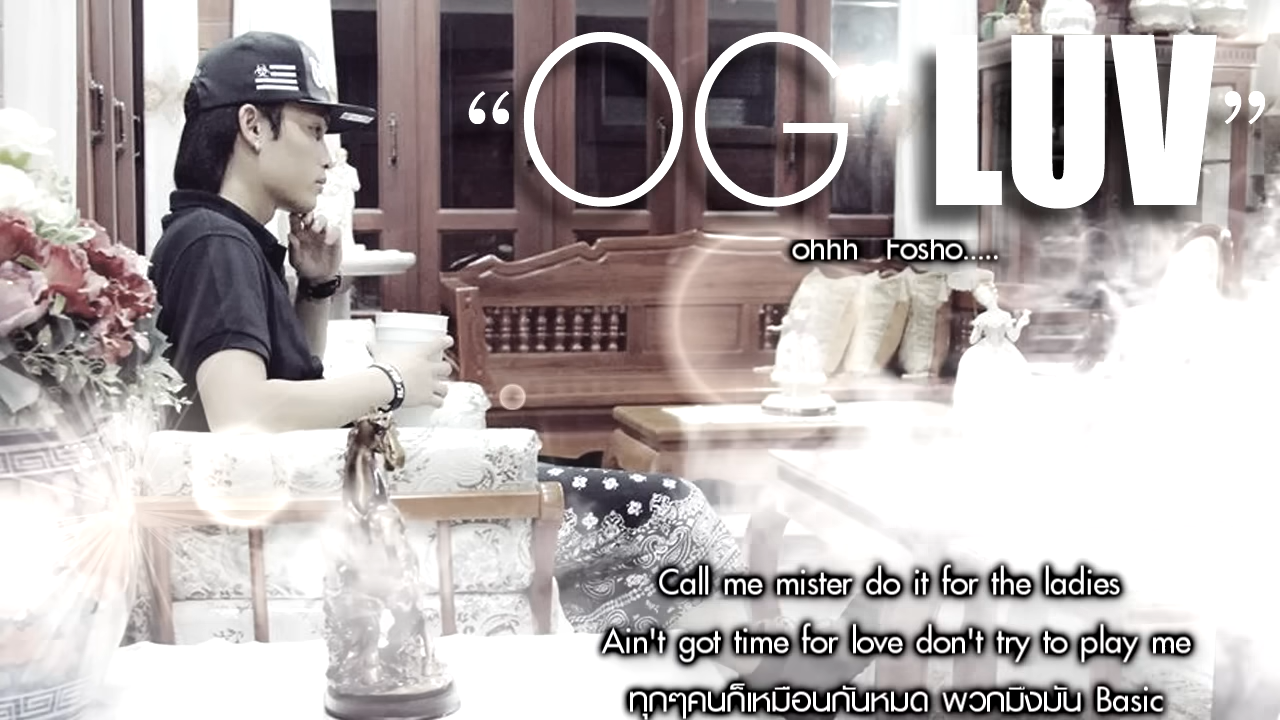 “OG LUV”
ohhh Fosho.....
Call me mister do it for the ladies
Ain't got time for love don't try to play me
ทุกๆคนก็เหมือนกันหมด พวกมึงมัน Basic